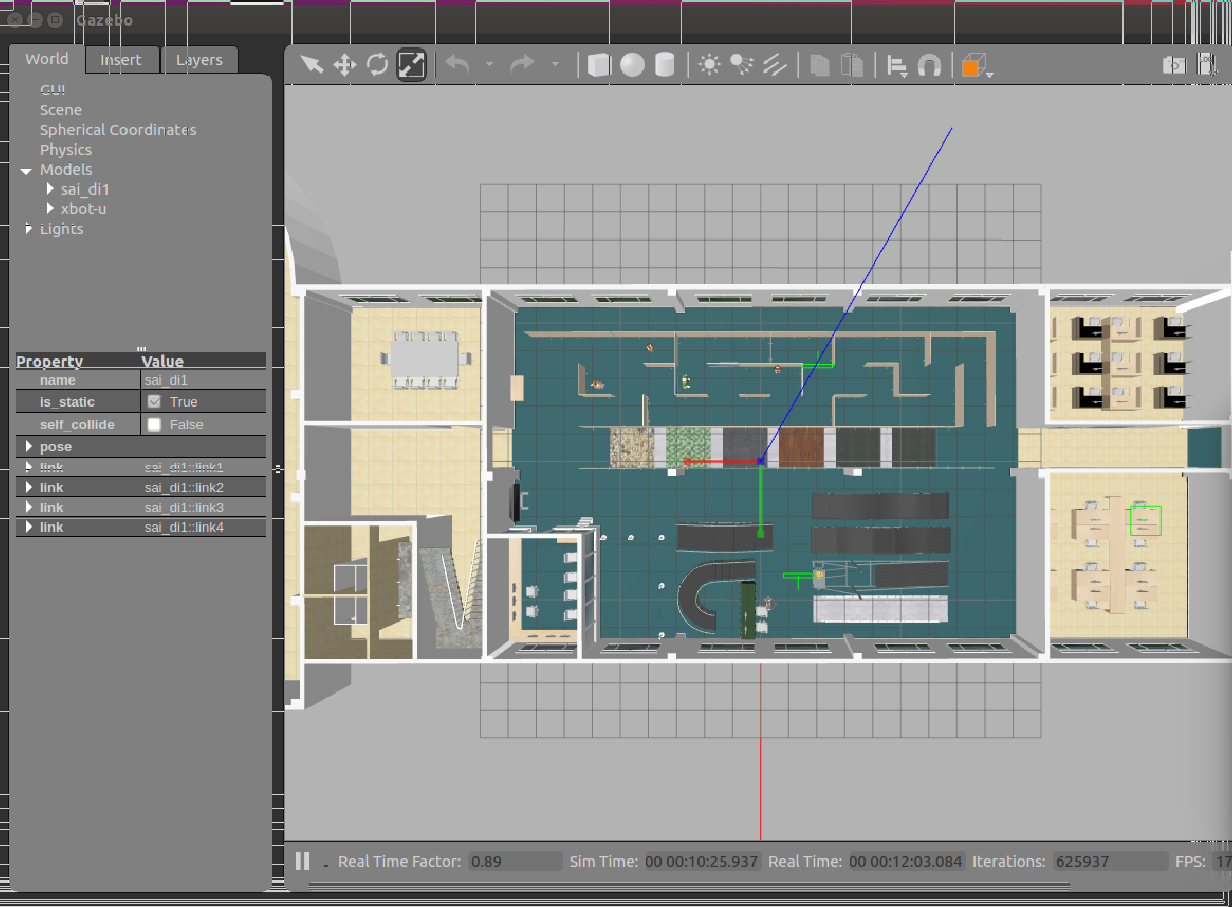 Gazebo
World Insert Layers
GUI
Scene
Spherical Coordinates
Physics
Models
sai_di1
xbot-u
Lights
Property Value
name sai_di1
is_static True
self_collide False
pose
link sai_di1::link1
link sai_di1::link2
link sai_di1::link3
link sai_di1::link4
Real Time Factor: 0.89 Sim Time: 00 00:10:25.937 Real Time: 00 00:12:03.084 Iterations: 625937 FPS: 17